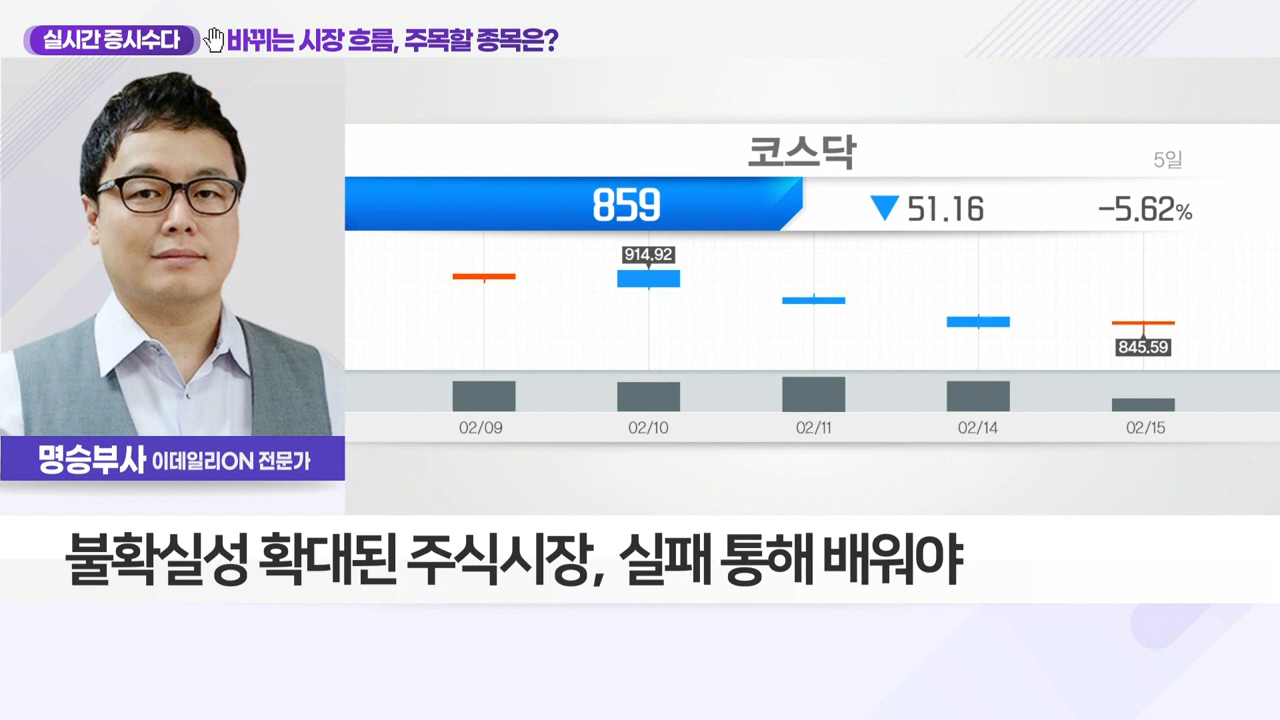 실시간 증시수다 바뀌는 시장 흐름, 주목할 종목은?
코스닥
5일
859 ▼ 51.16 -5.62%
914.92
845.59
02/09 02/10 02/11 02/14 02/15
명승부사 이데일리ON 전문가
불확실성 확대된 주식시장, 실패 통해 배워야